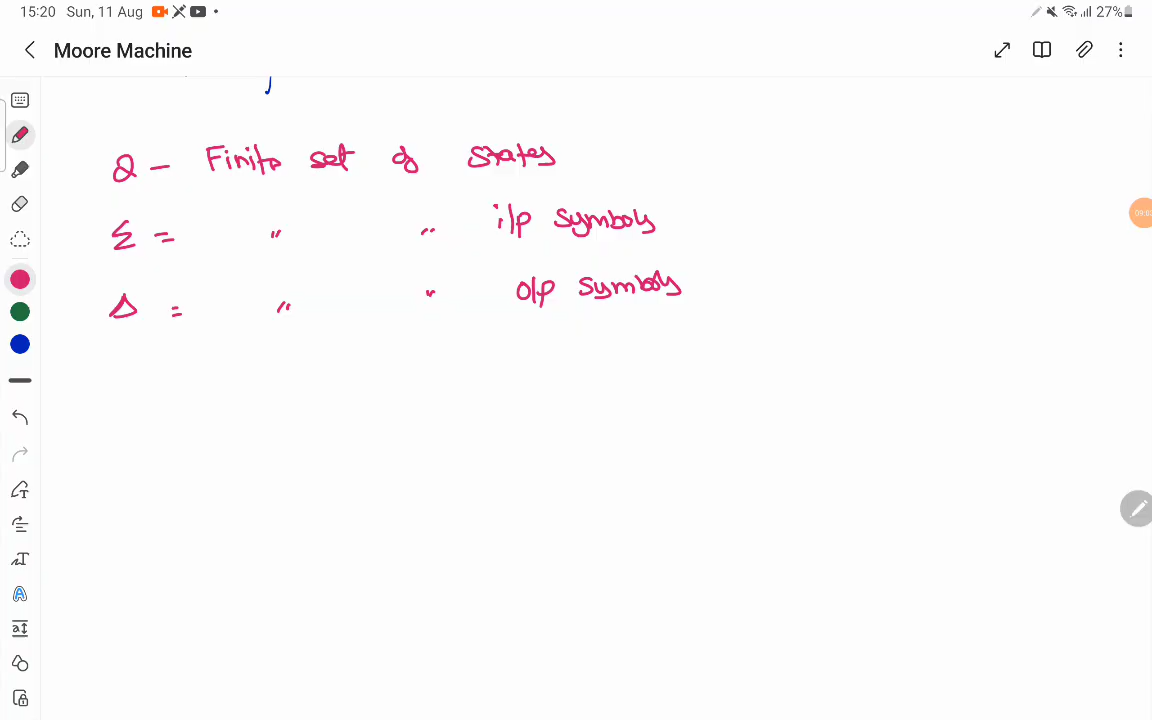 15:20 Sun, 11 Aug 27%
Moore Machine
Q - Finite set of States
Σ = " " i/p symbols
Δ = " " o/p symbols